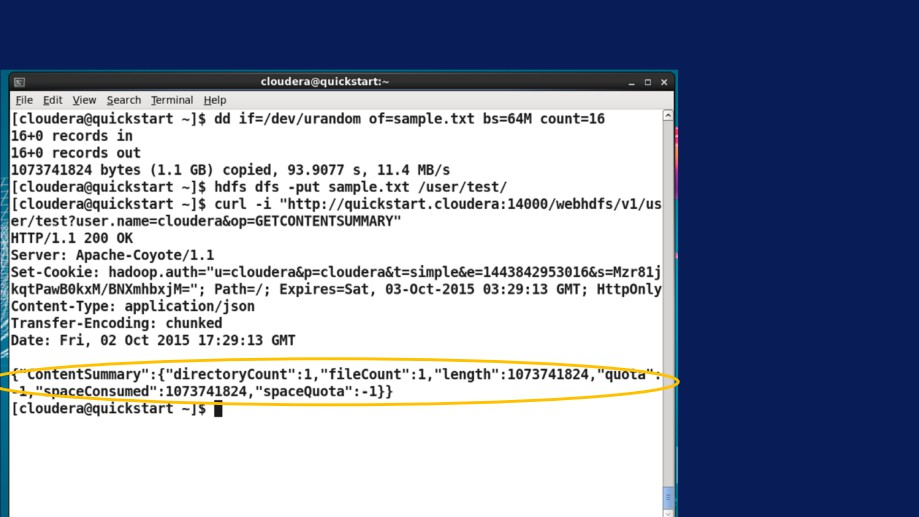 cloudera@quickstart:~
File Edit View Search Terminal Help
[cloudera@quickstart ~]$ dd if=/dev/urandom of=sample.txt bs=64M count=16
16+0 records in
16+0 records out
1073741824 bytes (1.1 GB) copied, 93.9077 s, 11.4 MB/s
[cloudera@quickstart ~]$ hdfs dfs -put sample.txt /user/test/
[cloudera@quickstart ~]$ curl -i "http://quickstart.cloudera:14000/webhdfs/v1/us
er/test?user.name=cloudera&op=GETCONTENTSUMMARY"
HTTP/1.1 200 OK
Server: Apache-Coyote/1.1
Set-Cookie: hadoop.auth="u=cloudera&p=cloudera&t=simple&e=1443842953016&s=Mzr81j
kqtPawB0kxM/BNXmhbxjM="; Path=/; Expires=Sat, 03-Oct-2015 03:29:13 GMT; HttpOnly
Content-Type: application/json
Transfer-Encoding: chunked
Date: Fri, 02 Oct 2015 17:29:13 GMT
{"ContentSummary":{"directoryCount":1,"fileCount":1,"length":1073741824,"quota":
-1,"spaceConsumed":1073741824,"spaceQuota":-1}}
[cloudera@quickstart ~]$